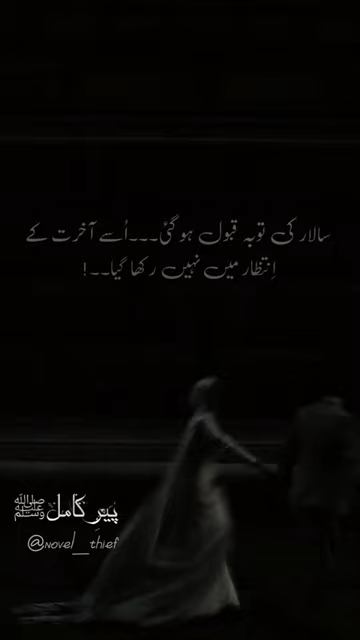 سالار کی توبہ قبول ہو گئی۔۔۔اُسے آخرت کے
اِنتظار میں نہیں رکھا گیا۔۔!
پیرِ کامل ﷺ
@novel_thief